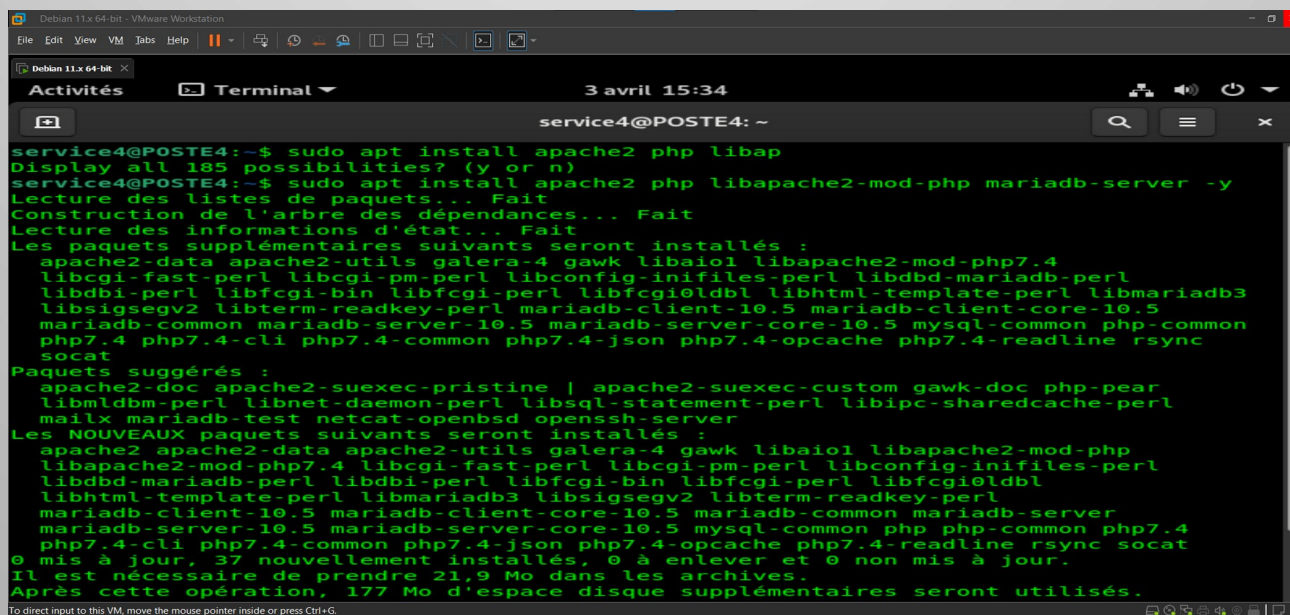 Debian 11.x 64-bit - VMware Workstation
File Edit View VM Tabs Help
Debian 11.x 64-bit
Activités Terminal 3 avril 15:34
service4@POSTE4: ~
service4@POSTE4:~$ sudo apt install apache2 php libap
Display all 185 possibilities? (y or n)
service4@POSTE4:~$ sudo apt install apache2 php libapache2-mod-php mariadb-server -y
Lecture des listes de paquets... Fait
Construction de l'arbre des dépendances... Fait
Lecture des informations d'état... Fait
Les paquets supplémentaires suivants seront installés :
apache2-data apache2-utils galera-4 gawk libaio1 libapache2-mod-php7.4
libcgi-fast-perl libcgi-pm-perl libconfig-inifiles-perl libdbd-mariadb-perl
libdbi-perl libfcgi-bin libfcgi-perl libfcgi0ldbl libhtml-template-perl libmariadb3
libsigsegv2 libterm-readkey-perl mariadb-client-10.5 mariadb-client-core-10.5
mariadb-common mariadb-server-10.5 mariadb-server-core-10.5 mysql-common php-common
php7.4 php7.4-cli php7.4-common php7.4-json php7.4-opcache php7.4-readline rsync
socat
Paquets suggérés :
apache2-doc apache2-suexec-pristine | apache2-suexec-custom gawk-doc php-pear
libmldbm-perl libnet-daemon-perl libsql-statement-perl libipc-sharedcache-perl
mailx mariadb-test netcat-openbsd openssh-server
Les NOUVEAUX paquets suivants seront installés :
apache2 apache2-data apache2-utils galera-4 gawk libaio1 libapache2-mod-php
libapache2-mod-php7.4 libcgi-fast-perl libcgi-pm-perl libconfig-inifiles-perl
libdbd-mariadb-perl libdbi-perl libfcgi-bin libfcgi-perl libfcgi0ldbl
libhtml-template-perl libmariadb3 libsigsegv2 libterm-readkey-perl
mariadb-client-10.5 mariadb-client-core-10.5 mariadb-common mariadb-server
mariadb-server-10.5 mariadb-server-core-10.5 mysql-common php php-common php7.4
php7.4-cli php7.4-common php7.4-json php7.4-opcache php7.4-readline rsync socat
0 mis à jour, 37 nouvellement installés, 0 à enlever et 0 non mis à jour.
Il est nécessaire de prendre 21,9 Mo dans les archives.
Après cette opération, 177 Mo d'espace disque supplémentaires seront utilisés.
To direct input to this VM, move the mouse pointer inside or press Ctrl+G.